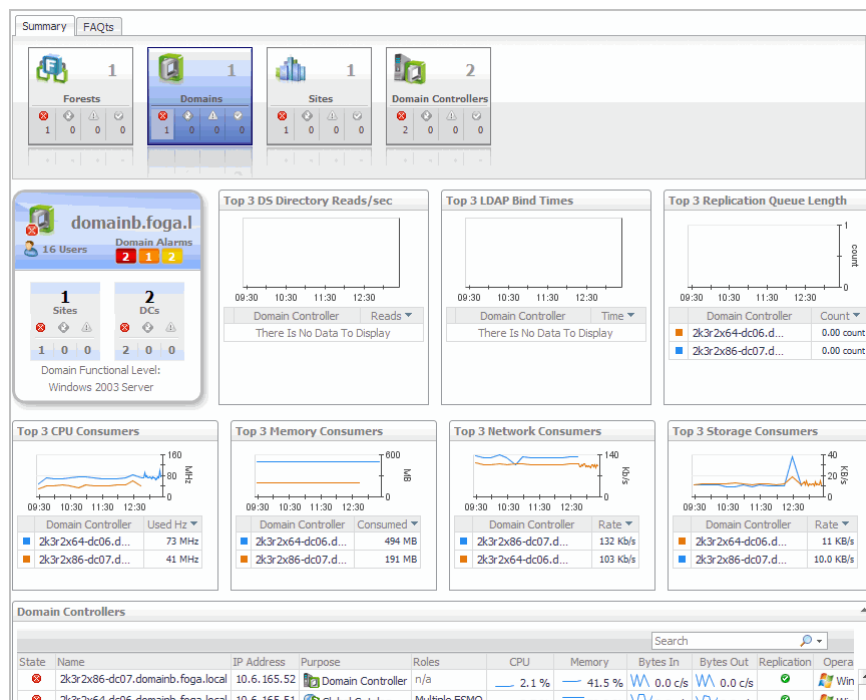 Summary FAQts
1 1 1 2
Forests Domains Sites Domain Controllers
1 0 0 0 1 0 0 0 1 0 0 0 2 0 0 0
domainb.foga.l
16 Users Domain Alarms
2 1 2
1 2
Sites DCs
1 0 0 2 0 0
Domain Functional Level:
Windows 2003 Server
Top 3 DS Directory Reads/sec
09:30 10:30 11:30 12:30
Domain Controller Reads
There Is No Data To Display
Top 3 LDAP Bind Times
09:30 10:30 11:30 12:30
Domain Controller Time
There Is No Data To Display
Top 3 Replication Queue Length
1
count
0
09:30 10:30 11:30 12:30
Domain Controller Count
2k3r2x64-dc06.d... 0.00 count
2k3r2x86-dc07.d... 0.00 count
Top 3 CPU Consumers
160
80 MHz
0
09:30 10:30 11:30 12:30
Domain Controller Used Hz
2k3r2x64-dc06.d... 73 MHz
2k3r2x86-dc07.d... 41 MHz
Top 3 Memory Consumers
600
MB
0
09:30 10:30 11:30 12:30
Domain Controller Consumed
2k3r2x64-dc06.d... 494 MB
2k3r2x86-dc07.d... 191 MB
Top 3 Network Consumers
140
Kb/s
0
09:30 10:30 11:30 12:30
Domain Controller Rate
2k3r2x86-dc07.d... 132 Kb/s
2k3r2x64-dc06.d... 103 Kb/s
Top 3 Storage Consumers
40
20 KB/s
0
09:30 10:30 11:30 12:30
Domain Controller Rate
2k3r2x64-dc06.d... 11 KB/s
2k3r2x86-dc07.d... 10.0 KB/s
Domain Controllers
Search
State Name IP Address Purpose Roles CPU Memory Bytes In Bytes Out Replication Opera
2k3r2x86-dc07.domainb.foga.local 10.6.165.52 Domain Controller n/a 2.1 % 41.5 % 0.0 c/s 0.0 c/s Win
2k3r2x64-dc06.domainb.foga.local 10.6.165.51 Multiple FSMO